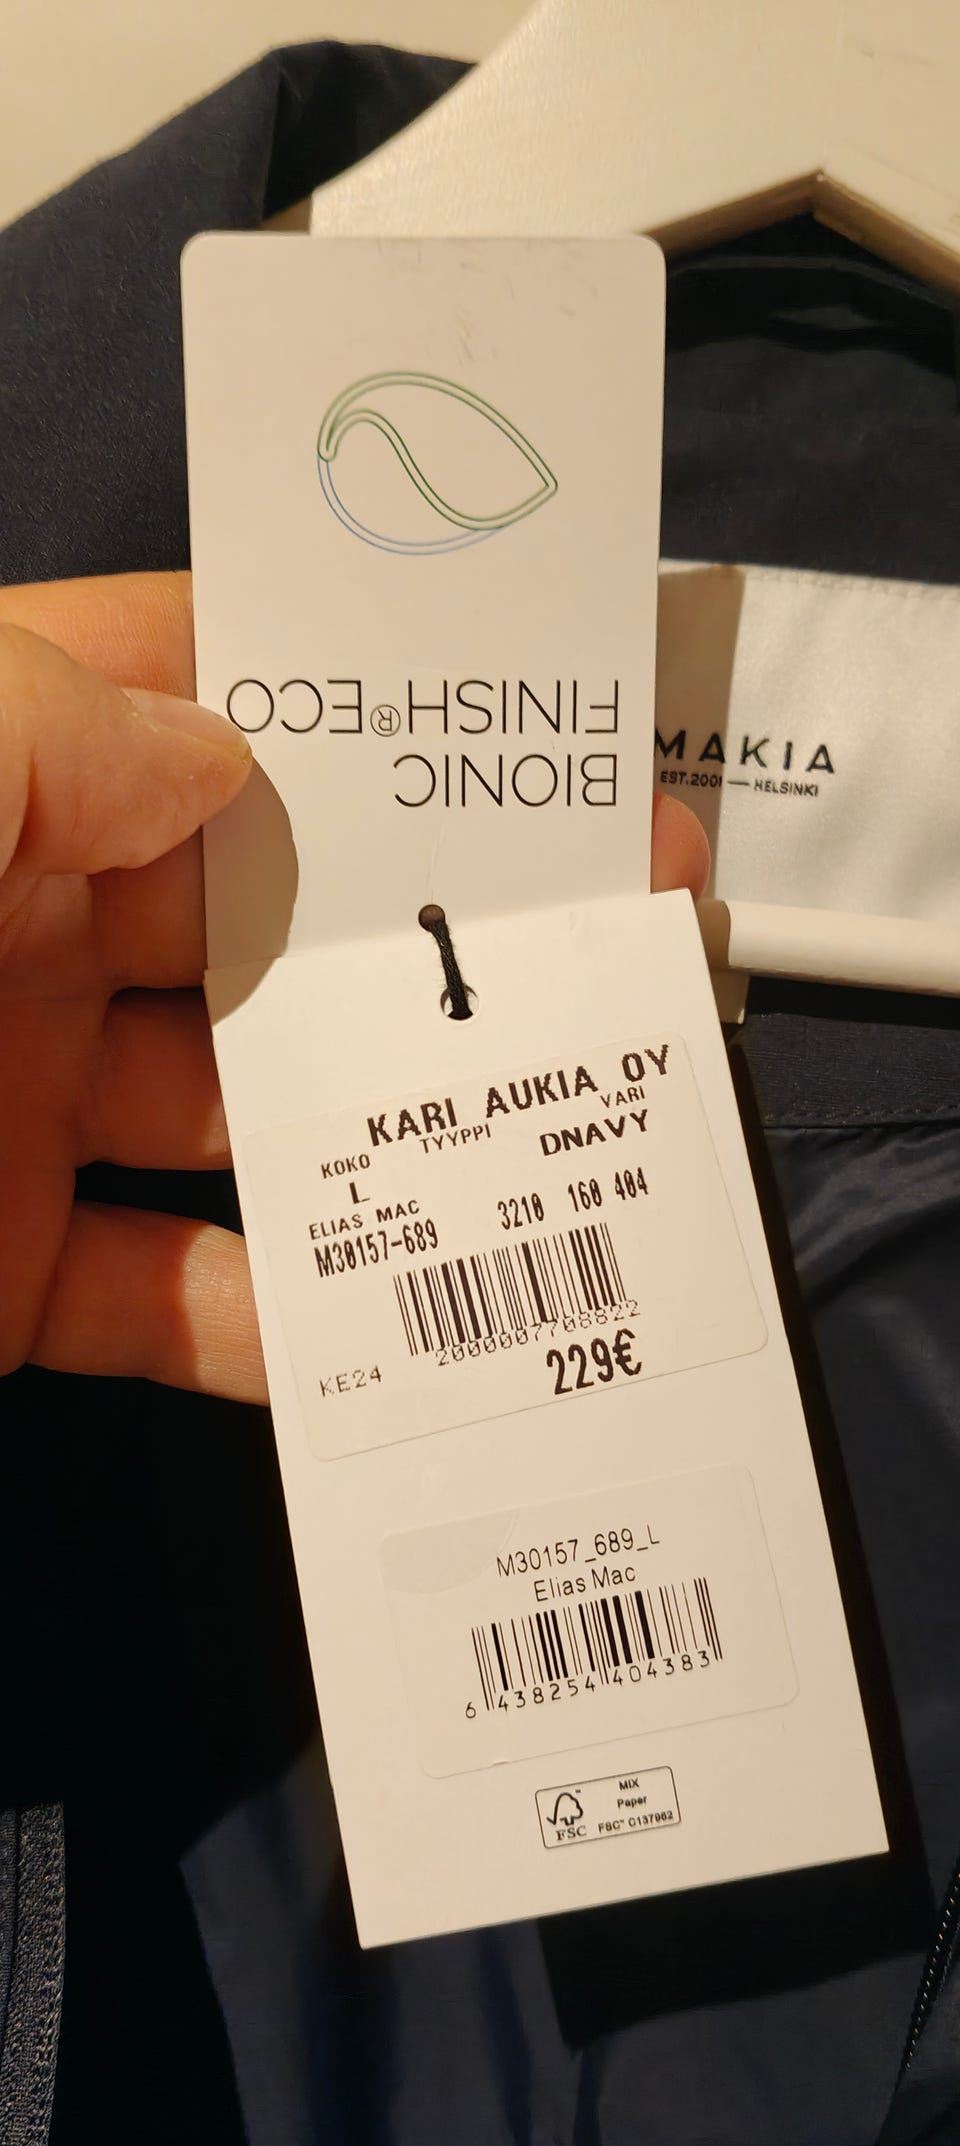 BIONIC
FINISH®ECO
MAKIA
EST.2001 — HELSINKI
KARI AUKIA OY
KOKO TYYPPI VARI
L DNAVY
ELIAS MAC
M30157-689 3210 160 404
2000007708822
KE24 229€
M30157_689_L
Elias Mac
6 438254 404383
MIX
Paper
FSC™ C137982
FSC